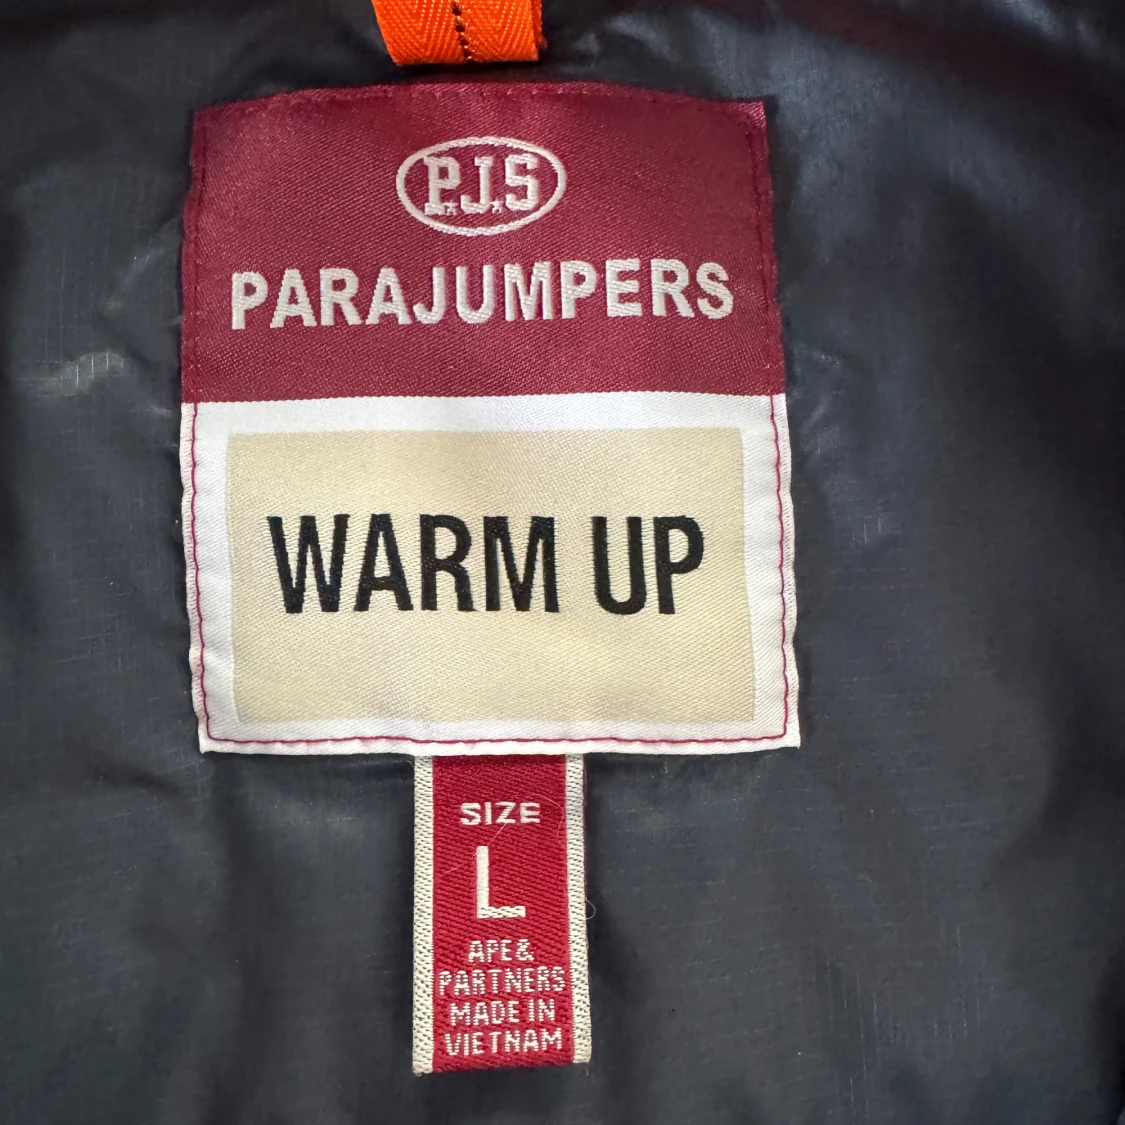 P.J.S
PARAJUMPERS
WARM UP
SIZE
L
APE &
PARTNERS
MADE IN
VIETNAM